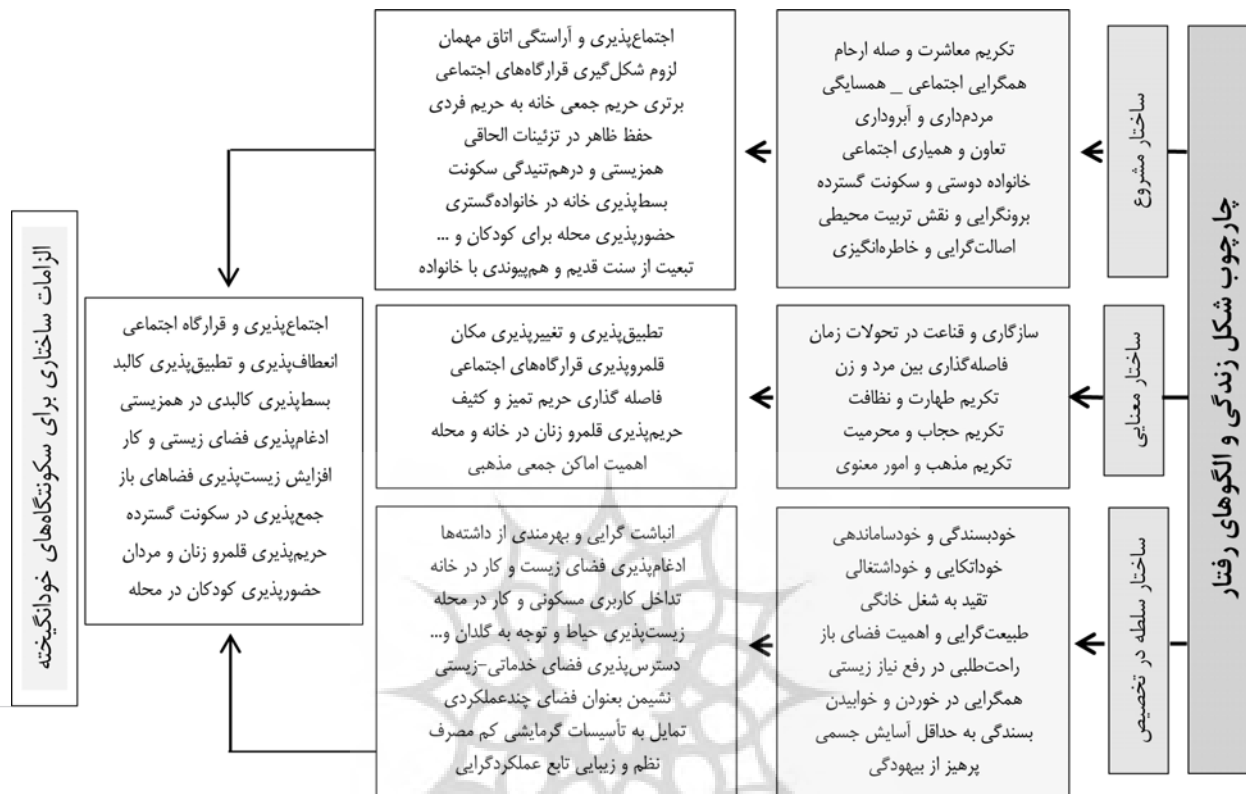 چارچوب شکل زندگی و الگوهای رفتار
ساختار مشروع
تکریم معاشرت و صله ارحام
همگرایی اجتماعی _ همسایگی
مردم‌داری و آبروداری
تعاون و همیاری اجتماعی
خانواده دوستی و سکونت گسترده
برونگرایی و نقش تربیت محیطی
اصالت‌گرایی و خاطره‌انگیزی
اجتماع‌پذیری و آراستگی اتاق مهمان
لزوم شکل‌گیری قرارگاه‌های اجتماعی
برتری حریم جمعی خانه به حریم فردی
حفظ ظاهر در تزئینات الحاقی
همزیستی و درهم‌تنیدگی سکونت
بسط‌پذیری خانه در خانواده‌گستری
حضورپذیری محله برای کودکان و ...
تبعیت از سنت قدیم و هم‌پیوندی با خانواده
ساختار معنایی
سازگاری و قناعت در تحولات زمان
فاصله‌گذاری بین مرد و زن
تکریم طهارت و نظافت
تکریم حجاب و محرمیت
تکریم مذهب و امور معنوی
تطبیق‌پذیری و تغییرپذیری مکان
قلمروپذیری قرارگاه‌های اجتماعی
فاصله گذاری حریم تمیز و کثیف
حریم‌پذیری قلمرو زنان در خانه و محله
اهمیت اماکن جمعی مذهبی
ساختار سلطه در تخصیص
خودبسندگی و خودساماندهی
خوداتکایی و خوداشتغالی
تقید به شغل خانگی
طبیعت‌گرایی و اهمیت فضای باز
راحت‌طلبی در رفع نیاز زیستی
همگرایی در خوردن و خوابیدن
بسندگی به حداقل آسایش جسمی
پرهیز از بیهودگی
انباشت گرایی و بهرمندی از داشته‌ها
ادغام‌پذیری فضای زیست و کار در خانه
تداخل کاربری مسکونی و کار در محله
زیست‌پذیری حیاط و توجه به گلدان و...
دسترس‌پذیری فضای خدماتی-زیستی
نشیمن بعنوان فضای چندعملکردی
تمایل به تأسیسات گرمایشی کم مصرف
نظم و زیبایی تابع عملکردگرایی
اجتماع‌پذیری و قرارگاه اجتماعی
انعطاف‌پذیری و تطبیق‌پذیری کالبد
بسط‌پذیری کالبدی در همزیستی
ادغام‌پذیری فضای زیستی و کار
افزایش زیست‌پذیری فضاهای باز
جمع‌پذیری در سکونت گسترده
حریم‌پذیری قلمرو زنان و مردان
حضورپذیری کودکان در محله
الزامات ساختاری برای سکونتگاه‌های خودانگیخته